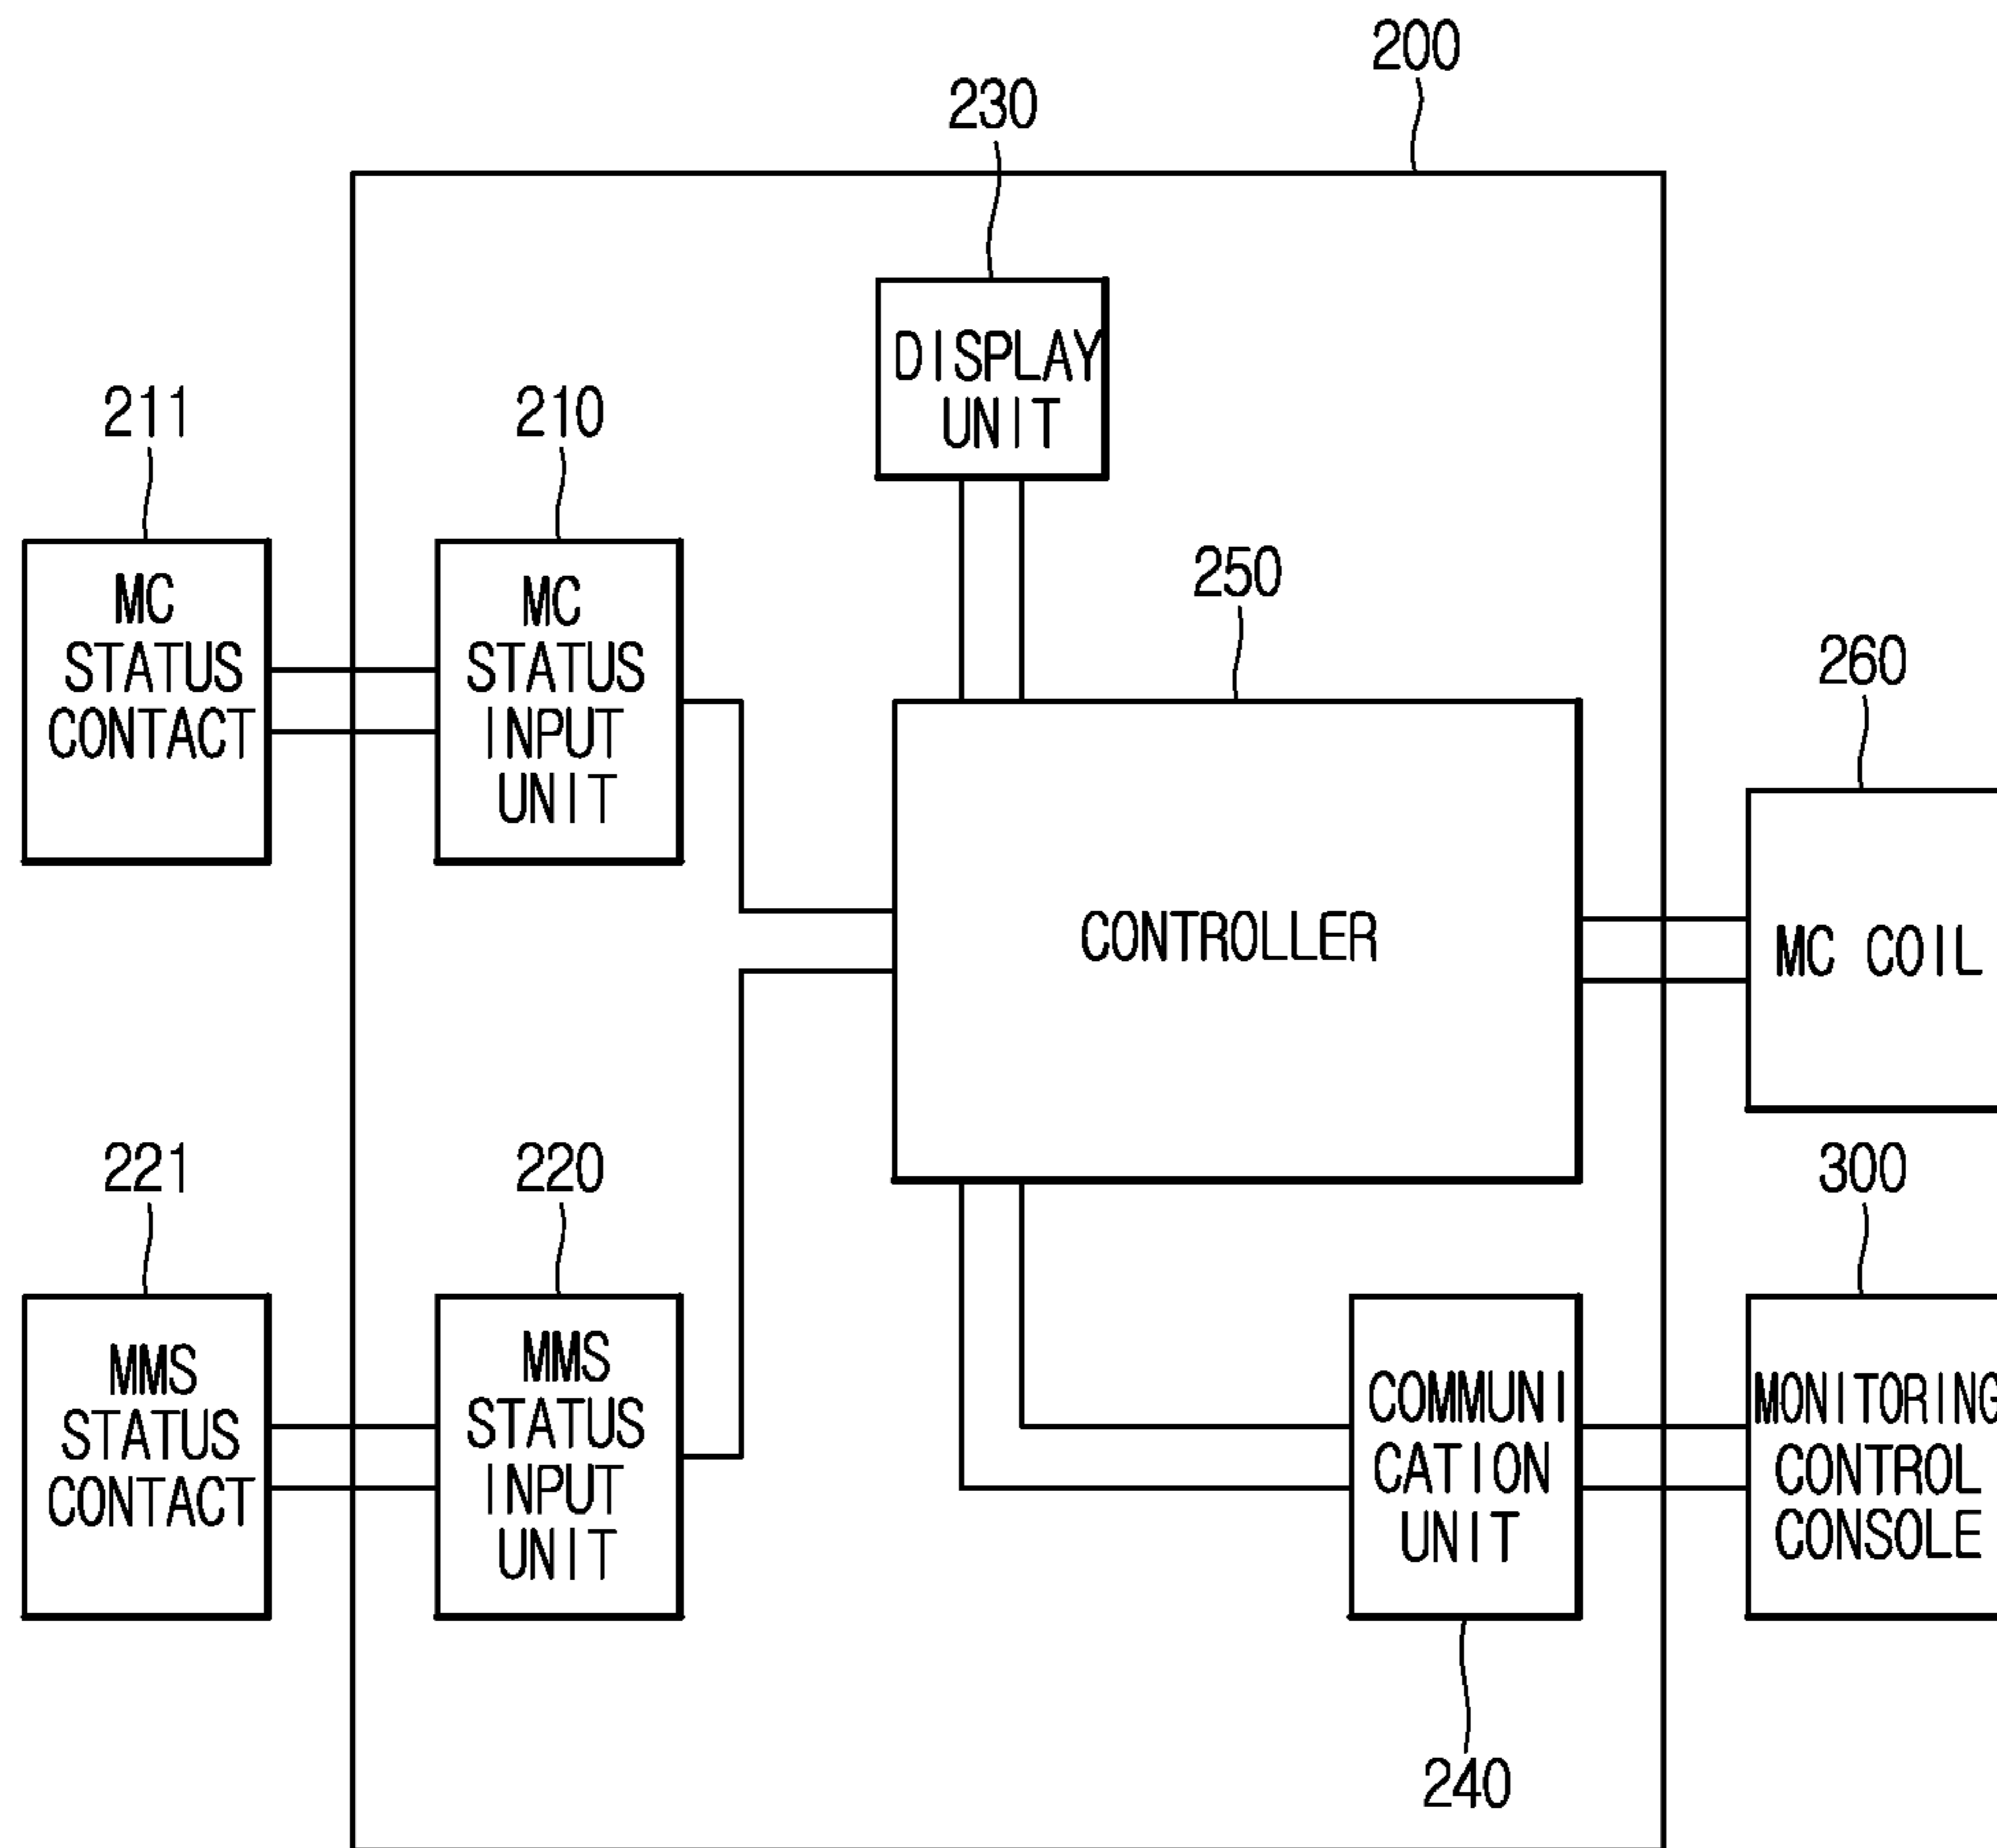 200
230
DISPLAY
UNIT
211
210
250
MC
STATUS
CONTACT
MC
STATUS
INPUT
UNIT
260
CONTROLLER
MC COIL
221
220
300
MMS
STATUS
CONTACT
MMS
STATUS
INPUT
UNIT
COMMUNI
CATION
UNIT
MONITORING
CONTROL
CONSOLE
240